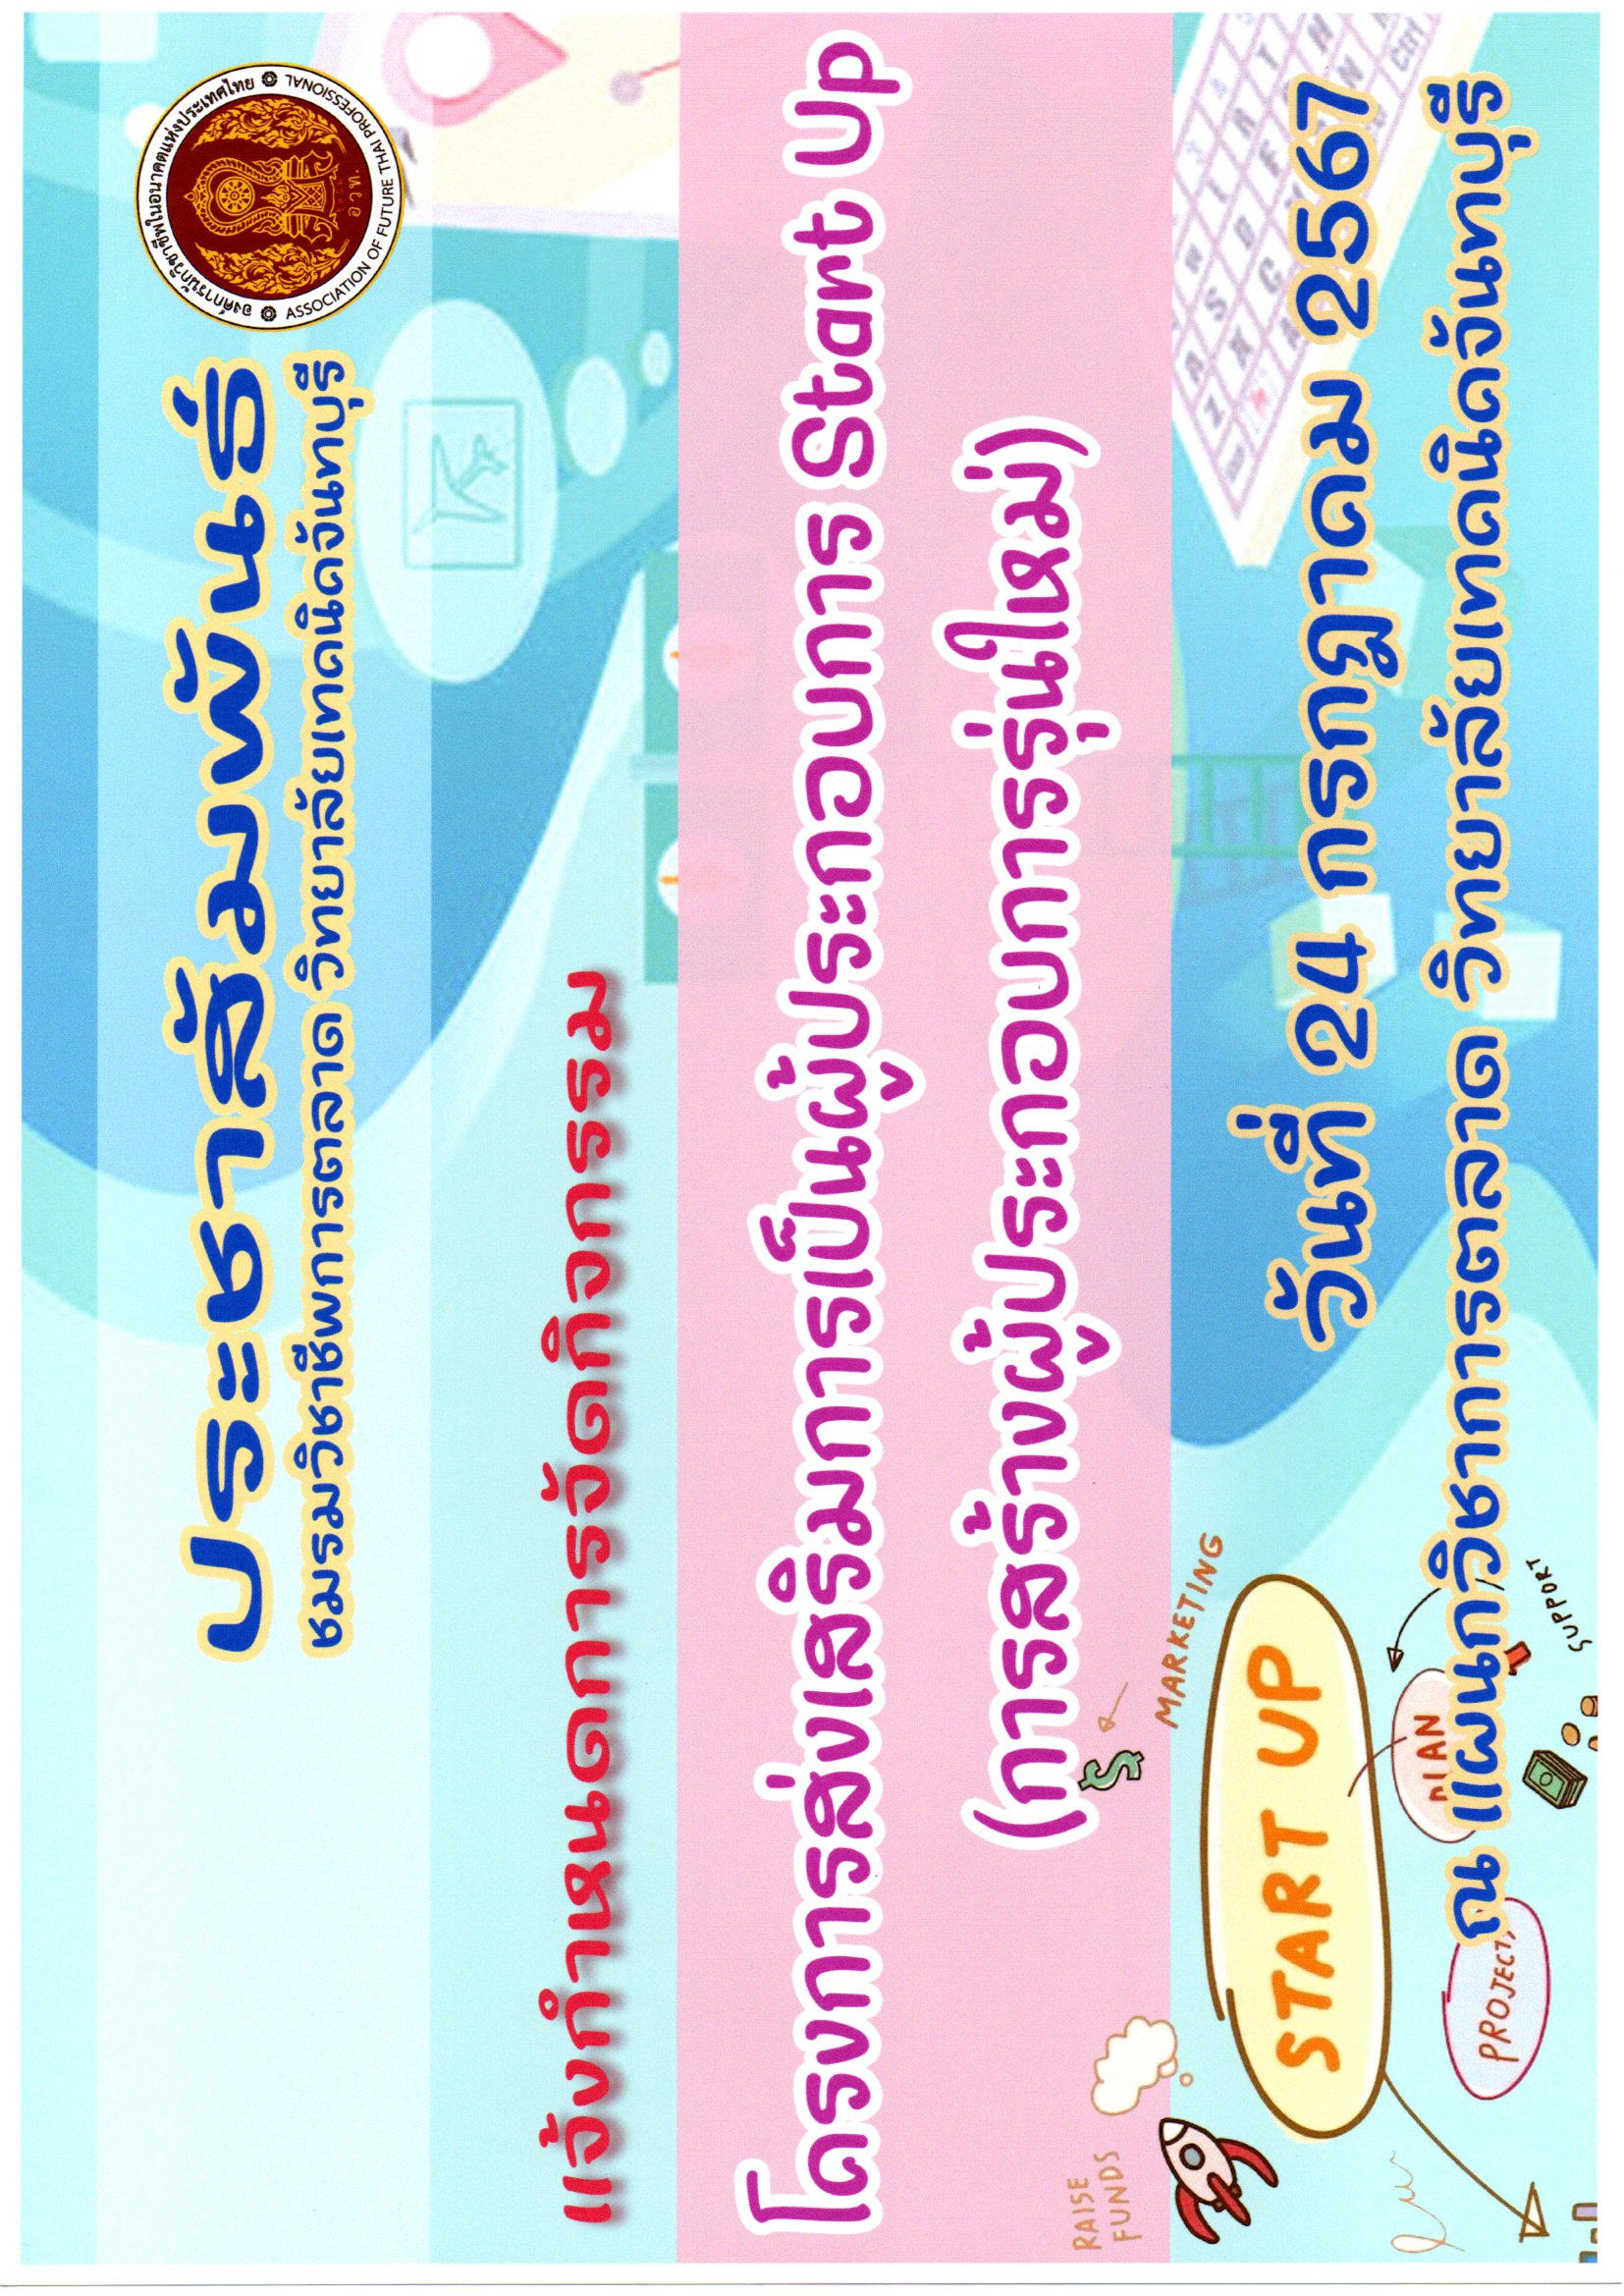 ประชาสัมพันธ์
ชมรมวิชาชีพการตลาด วิทยาลัยเทคนิคจันทบุรี
องค์การนักวิชาชีพในอนาคตแห่งประเทศไทย
อวท.
ASSOCIATION OF FUTURE THAI PROFESSIONAL
แจ้งกำหนดการจัดกิจกรรม
โครงการส่งเสริมการเป็นผู้ประกอบการ Start Up
(การสร้างผู้ประกอบการรุ่นใหม่)
RAISE
FUNDS
$
MARKETING
START UP
วันที่ 24 กรกฎาคม 2567
PLAN
PROJECT
ณ แผนกวิชาการตลาด วิทยาลัยเทคนิคจันทบุรี
SUPPORT